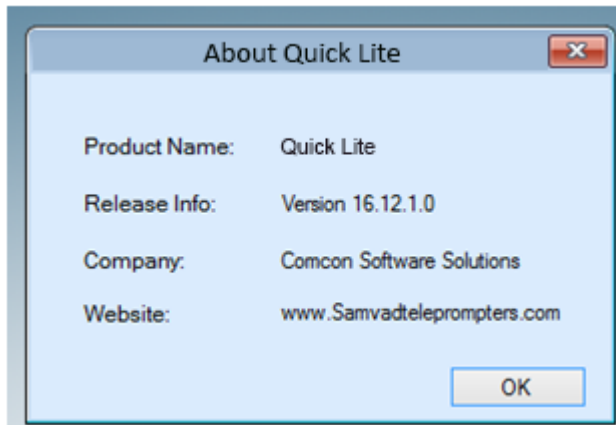 About Quick Lite
Product Name: Quick Lite
Release Info: Version 16.12.1.0
Company: Comcon Software Solutions
Website: www.Samvadteleprompters.com
OK